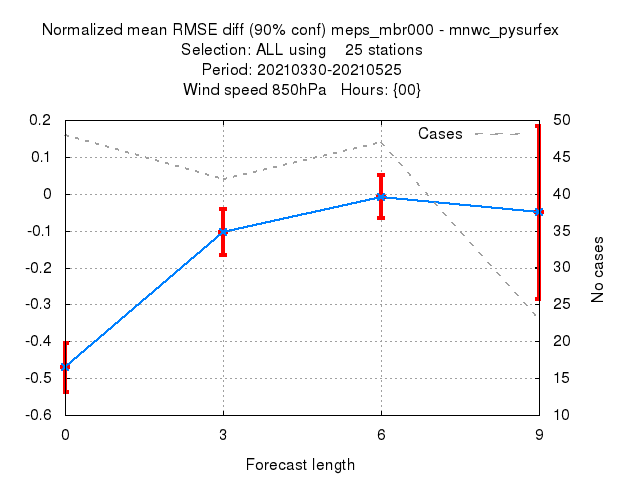 Normalized mean RMSE diff (90% conf) meps_mbr000 - mnwc_pysurfex
Selection: ALL using 25 stations
Period: 20210330-20210525
Wind speed 850hPa Hours: {00}
Cases
0.2
0.1
0
-0.1
-0.2
-0.3
-0.4
-0.5
-0.6
50
45
40
35
30
25
20
15
10
No cases
0 3 6 9
Forecast length